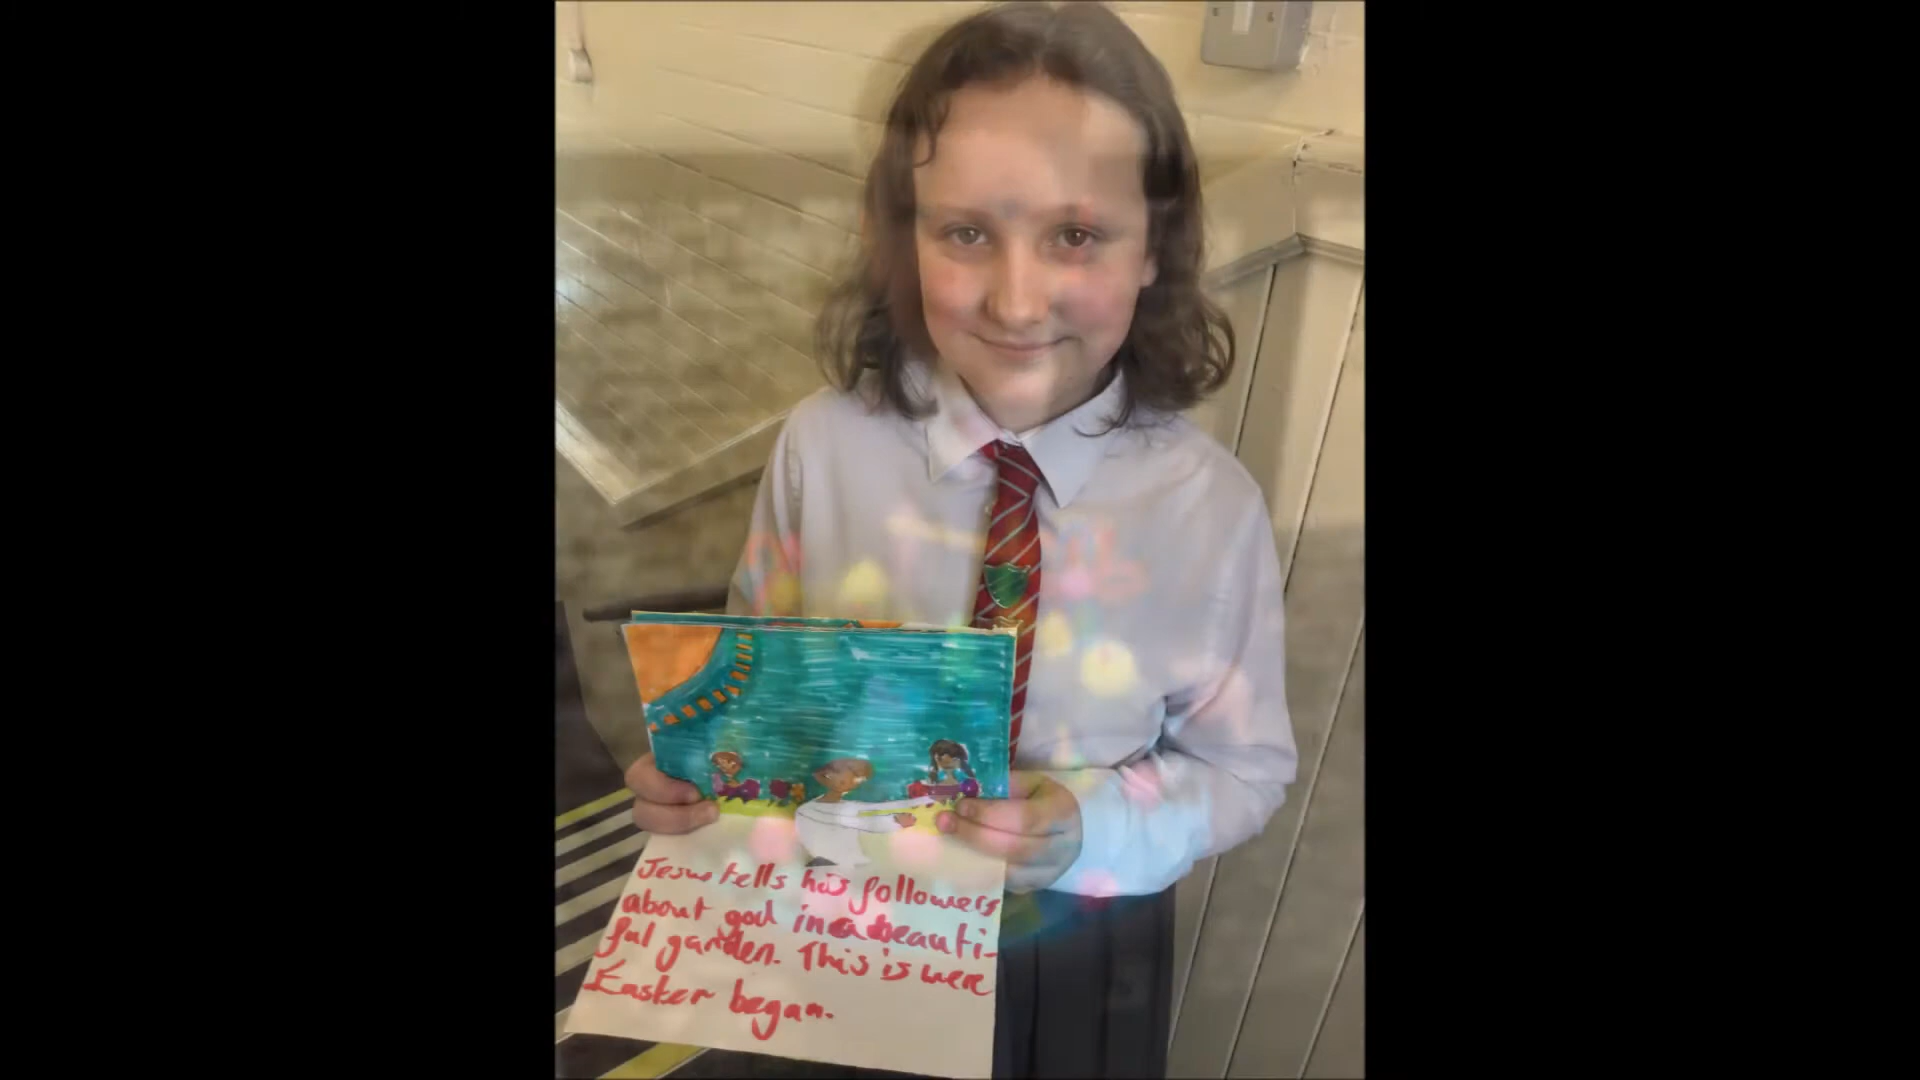 Jesus tells his followers
about god in a beauti-
ful garden. This is were
Easter began.